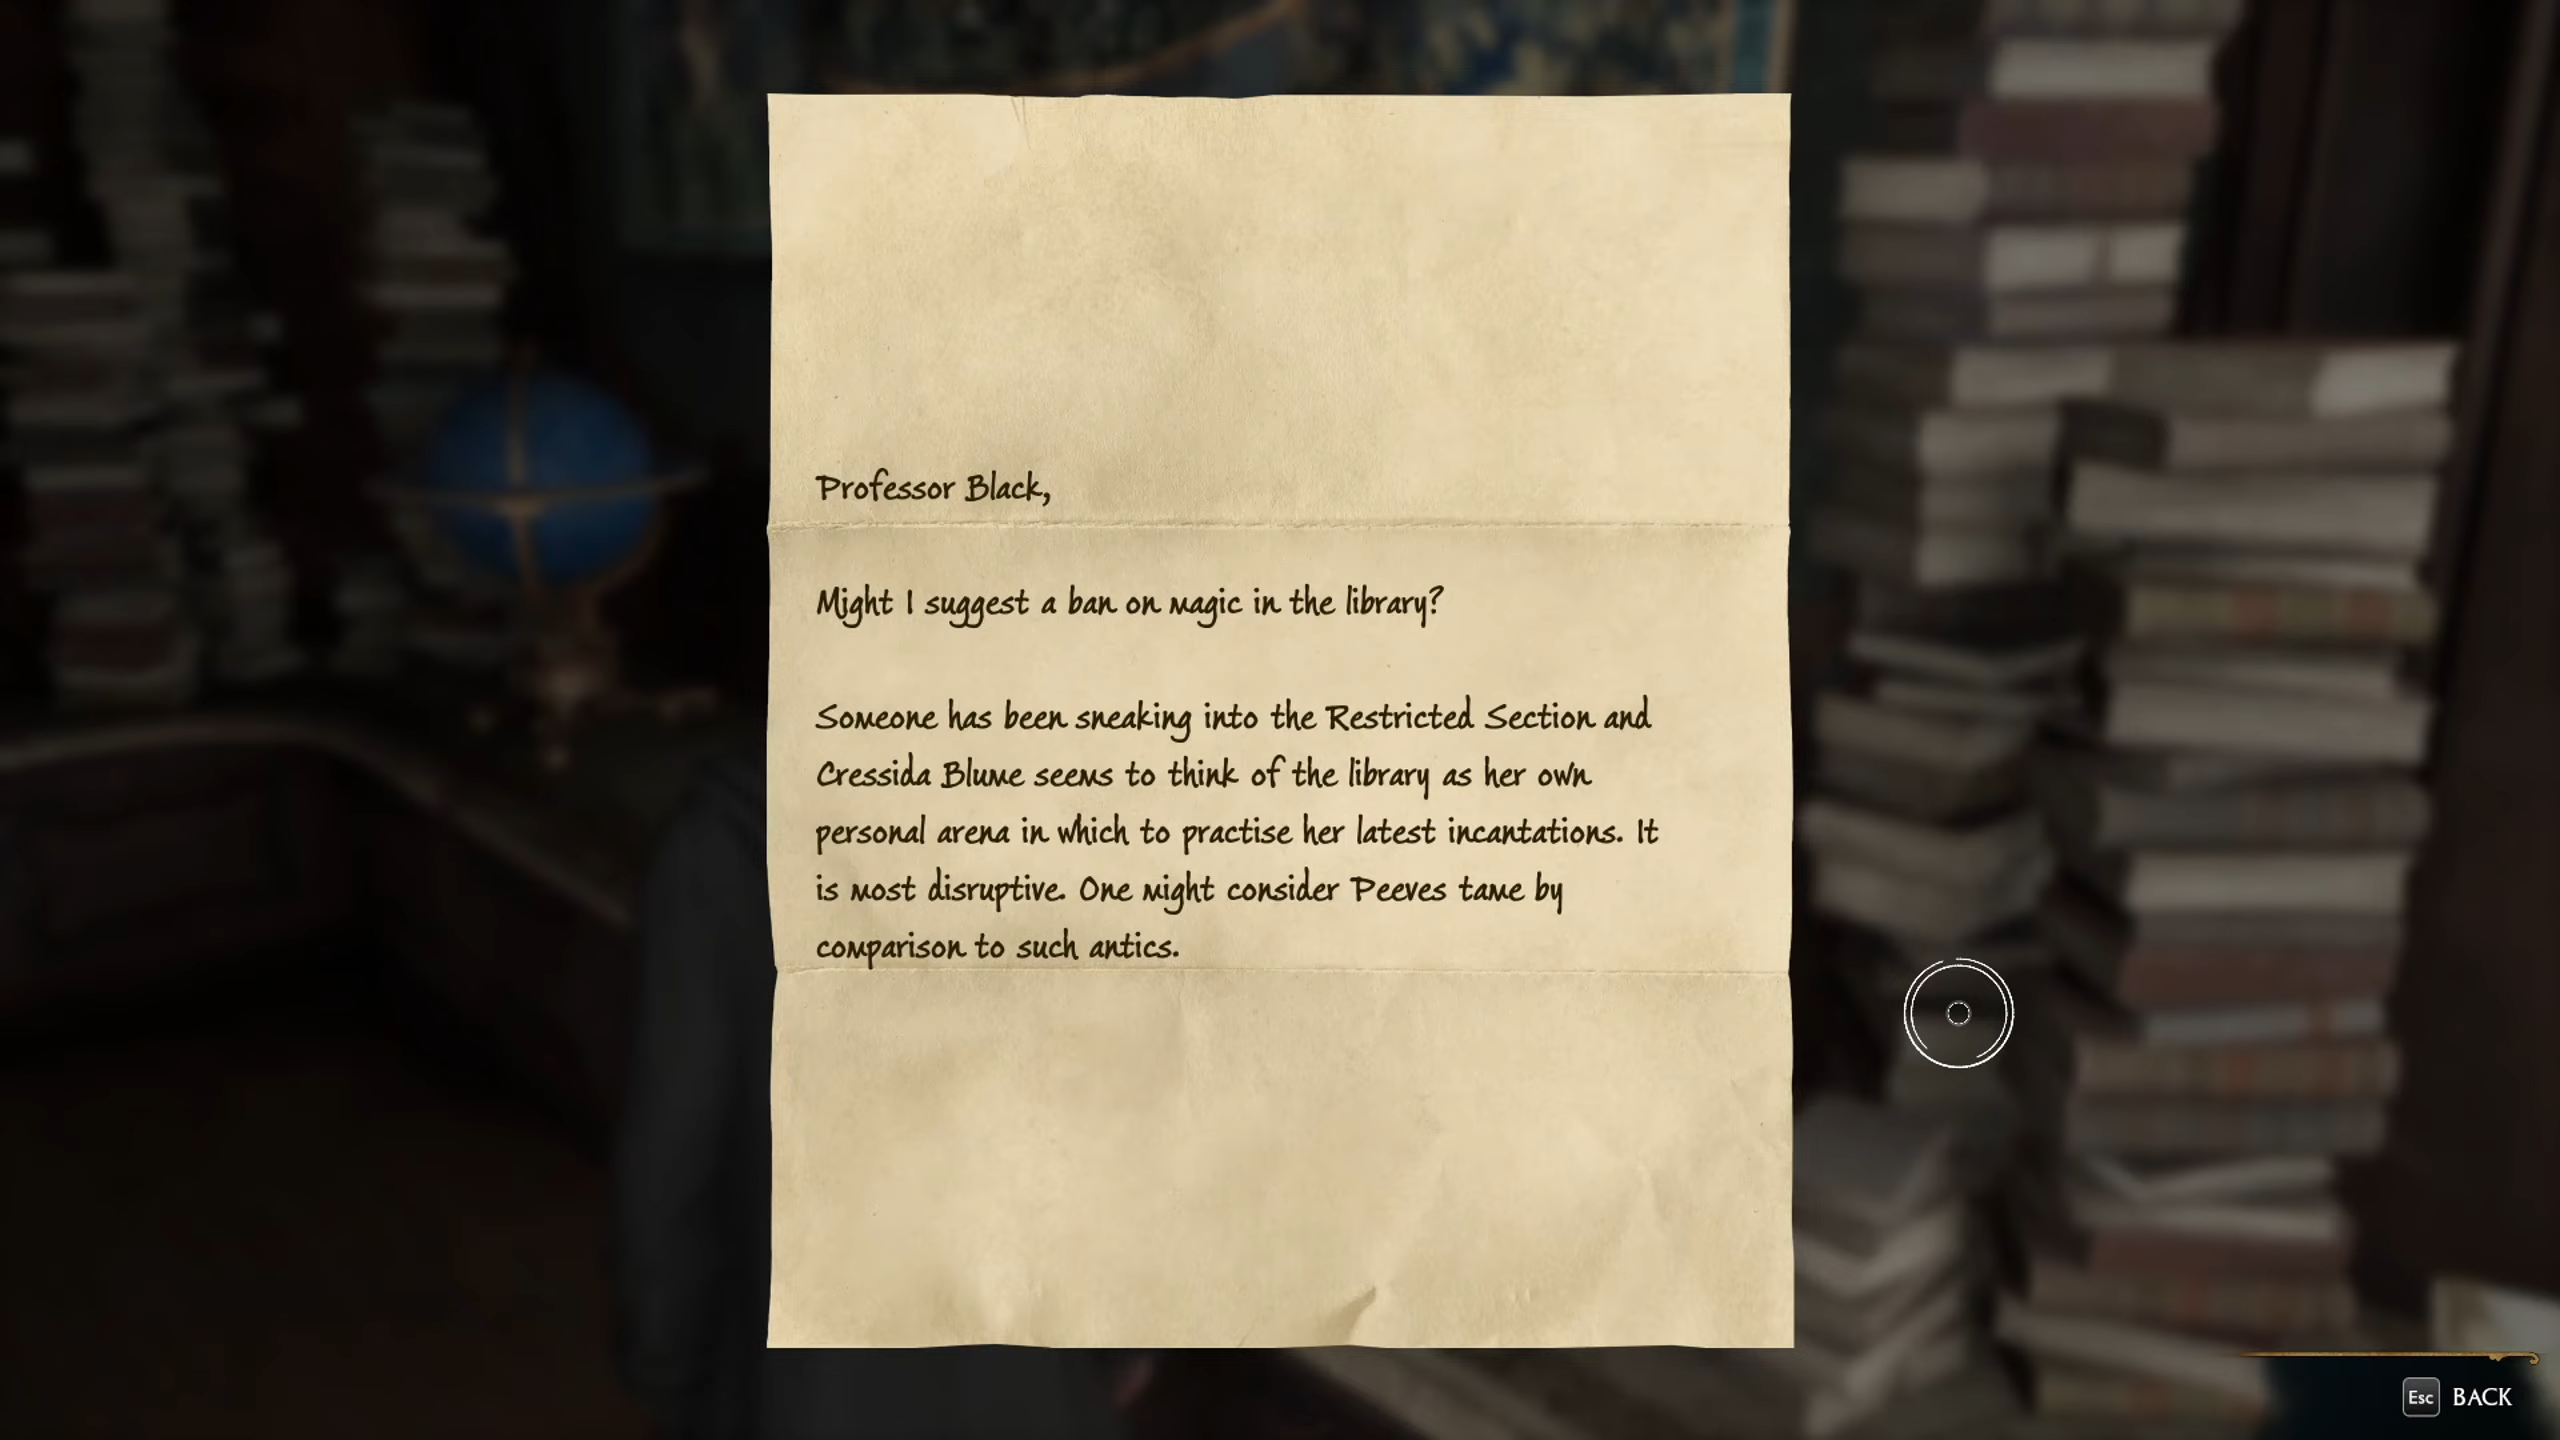 Professor Black,
Might I suggest a ban on magic in the library?
Someone has been sneaking into the Restricted Section and
Cressida Blume seems to think of the library as her own
personal arena in which to practise her latest incantations. It
is most disruptive. One might consider Peeves tame by
comparison to such antics.
Esc BACK